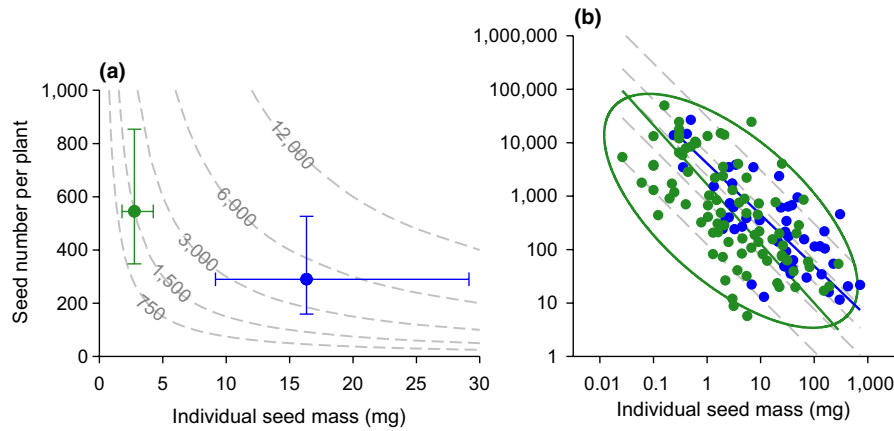 (a)
Seed number per plant
1,000
800
600
400
200
0
0 5 10 15 20 25 30
Individual seed mass (mg)
750
1,500
3,000
6,000
12,000
(b)
1,000,000
100,000
10,000
1,000
100
10
1
0.01 0.1 1 10 100 1,000
Individual seed mass (mg)